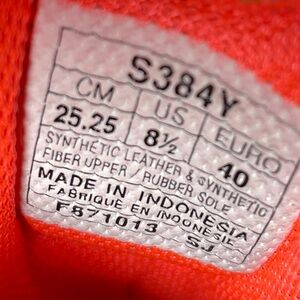 S384Y
CM US EURO
25.25 8½ 40
SYNTHETIC LEATHER & SYNTHETIC
FIBER UPPER / RUBBER SOLE
MADE IN INDONESIA
FABRIQUÉ EN INDONESIE
F871013 SJ